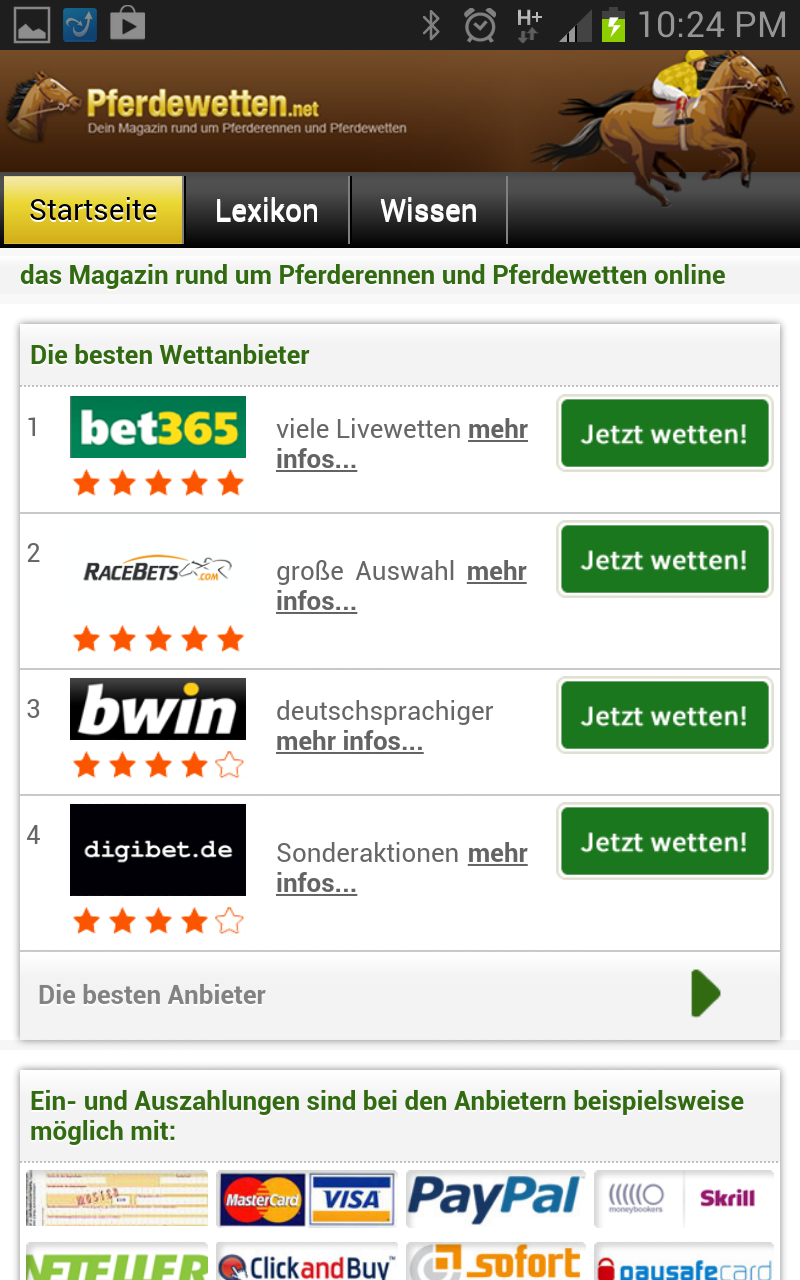 H+ 10:24 PM
Pferdewetten.net
Dein Magazin rund um Pferderennen und Pferdewetten
Startseite Lexikon Wissen
das Magazin rund um Pferderennen und Pferdewetten online
Die besten Wettanbieter
1 bet365 viele Livewetten mehr Jetzt wetten!
infos...
2 RACEBETS.COM große Auswahl mehr Jetzt wetten!
infos...
3 bwin deutschsprachiger Jetzt wetten!
mehr infos...
4 digibet.de Sonderaktionen mehr Jetzt wetten!
infos...
Die besten Anbieter
Ein- und Auszahlungen sind bei den Anbietern beispielsweise
möglich mit:
MUSTER MasterCard VISA PayPal moneybookers Skrill
NETELLER ClickandBuy™ sofort paysafecard